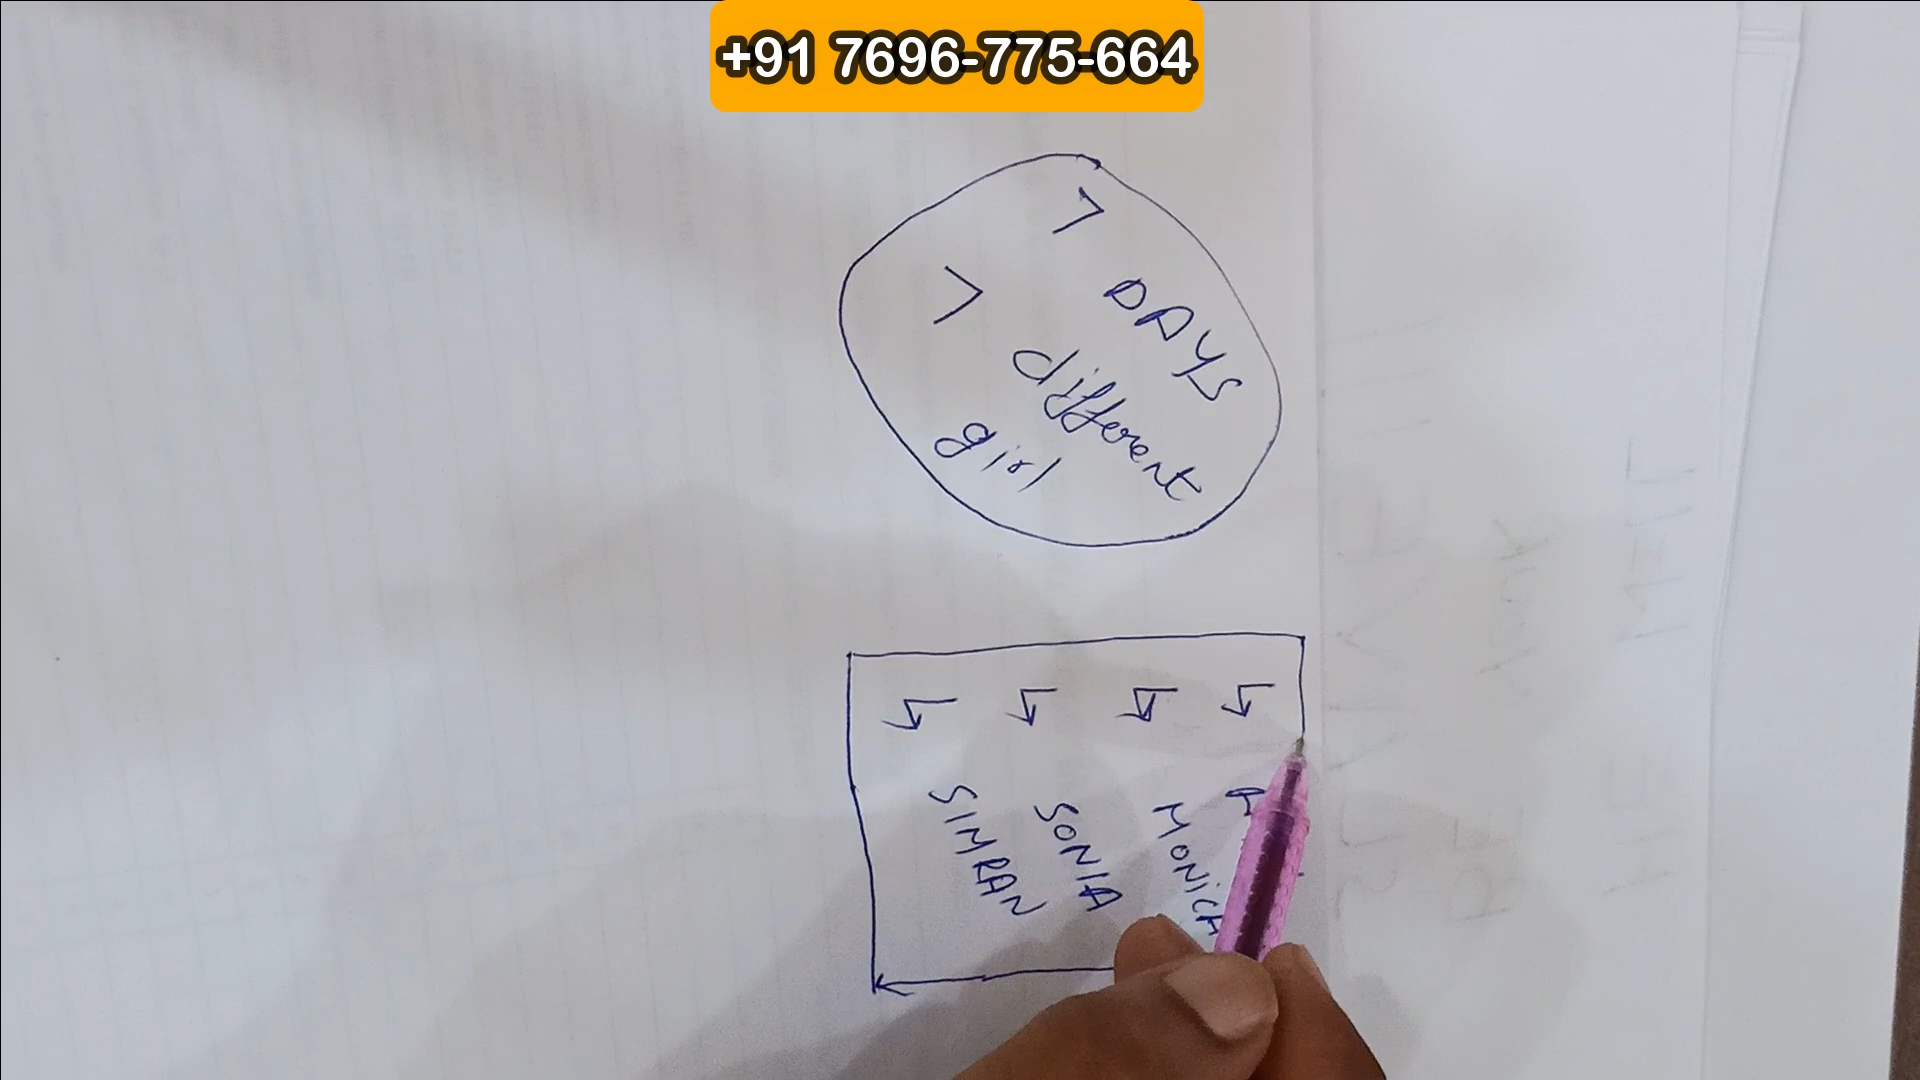 +91 7696-775-664
7 DAYS
7 different
girl
MONICA
SONIA
SIMRAN